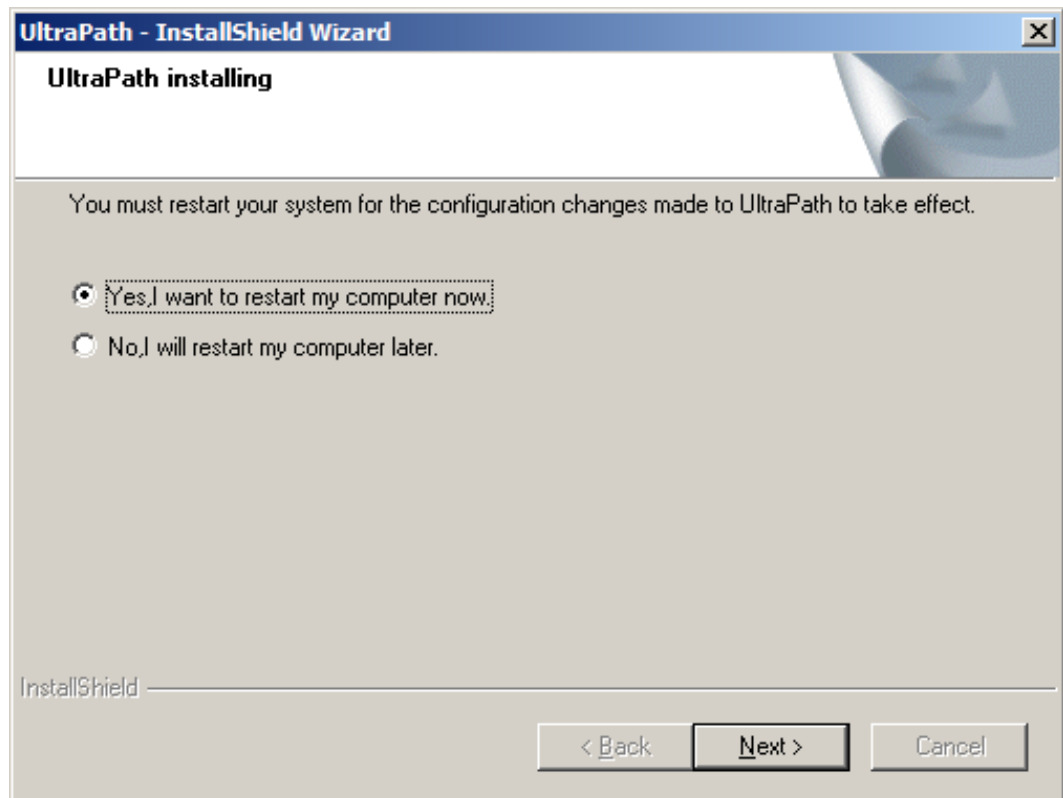 UltraPath - InstallShield Wizard
UltraPath installing
You must restart your system for the configuration changes made to UltraPath to take effect.
Yes,I want to restart my computer now.
No,I will restart my computer later.
InstallShield
< Back
Next >
Cancel